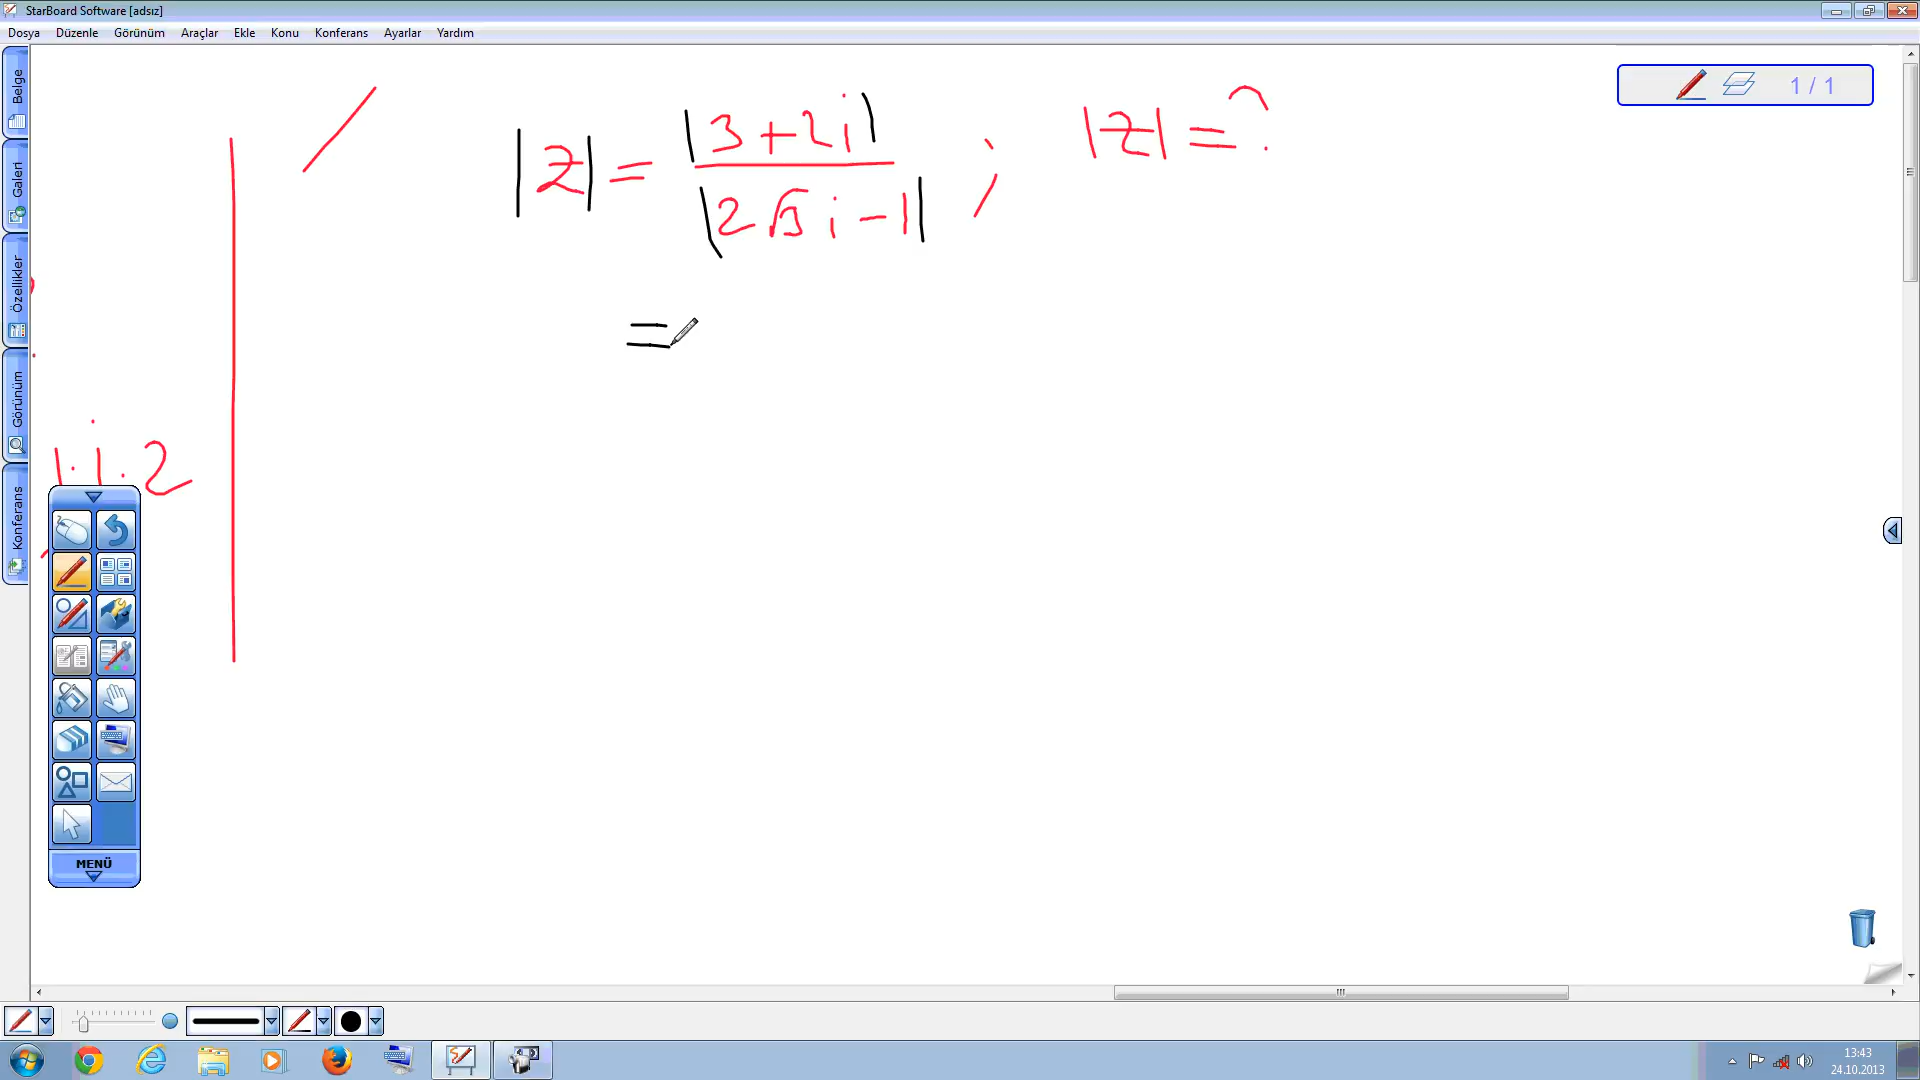 StarBoard Software [adsız]
Dosya Düzenle Görünüm Araçlar Ekle Konu Konferans Ayarlar Yardım
Belge
Galeri
Özellikler
Görünüm
Konferans
|z| = |3+2i| / |2√3 i - 1| ; |z| = ?
=
1.i.2
1 / 1
MENÜ
13:43
24.10.2013